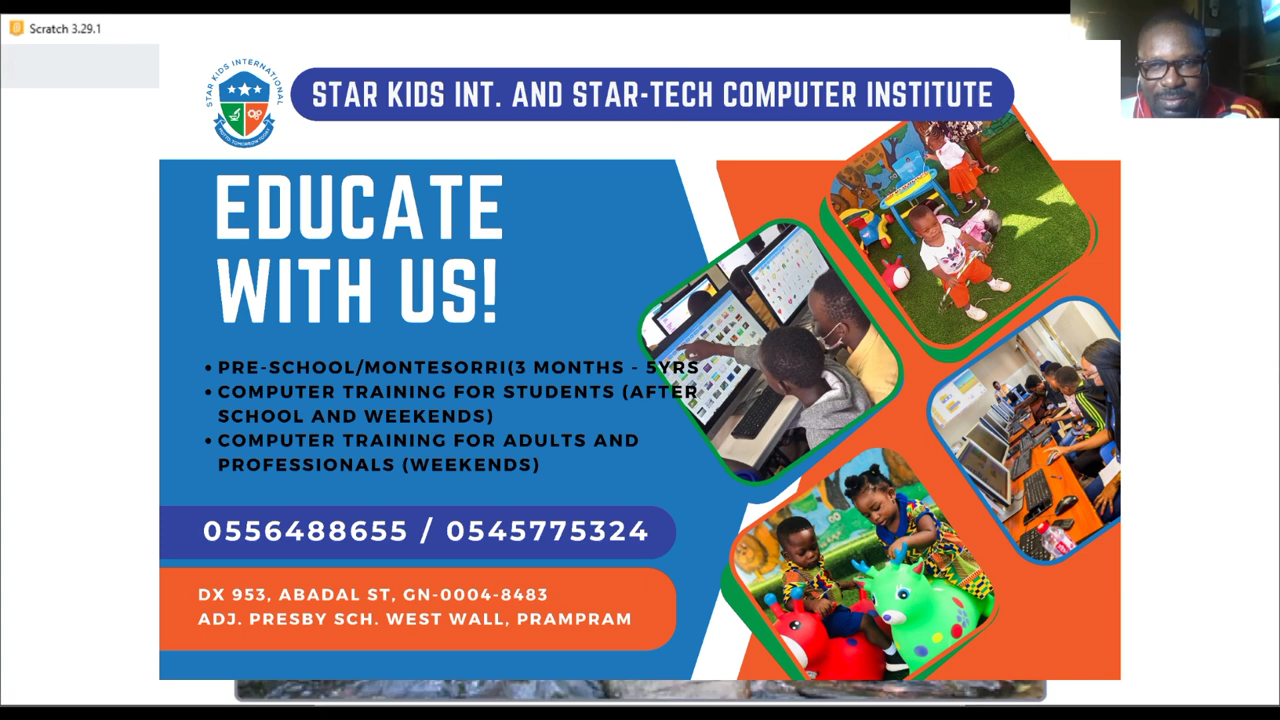 Scratch 3.29.1
STAR KIDS INTERNATIONAL
STAR KIDS INT. AND STAR-TECH COMPUTER INSTITUTE
EDUCATE
WITH US!
• PRE-SCHOOL/MONTESORRI(3 MONTHS - 5YRS
• COMPUTER TRAINING FOR STUDENTS (AFTER
SCHOOL AND WEEKENDS)
• COMPUTER TRAINING FOR ADULTS AND
PROFESSIONALS (WEEKENDS)
0556488655 / 0545775324
DX 953, ABADAL ST, GN-0004-8483
ADJ. PRESBY SCH. WEST WALL, PRAMPRAM